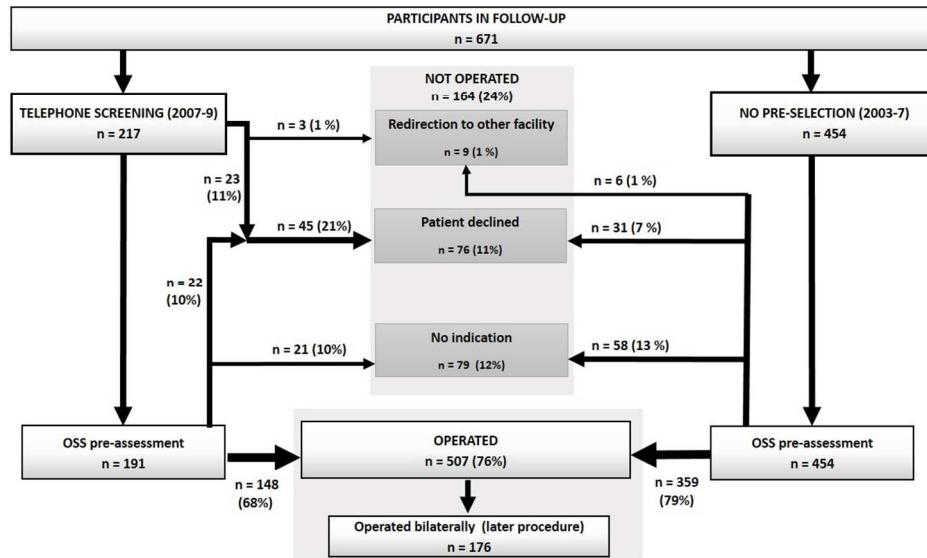 PARTICIPANTS IN FOLLOW-UP
n = 671
NOT OPERATED
n = 164 (24%)
TELEPHONE SCREENING (2007-9)
n = 217
NO PRE-SELECTION (2003-7)
n = 454
n = 3 (1 %)
Redirection to other facility
n = 9 (1 %)
n = 23
(11%)
n = 6 (1 %)
n = 45 (21%)
Patient declined
n = 76 (11%)
n = 31 (7 %)
n = 22
(10%)
n = 21 (10%)
No indication
n = 79 (12%)
n = 58 (13 %)
OSS pre-assessment
n = 191
OPERATED
n = 507 (76%)
OSS pre-assessment
n = 454
n = 148
(68%)
n = 359
(79%)
Operated bilaterally (later procedure)
n = 176